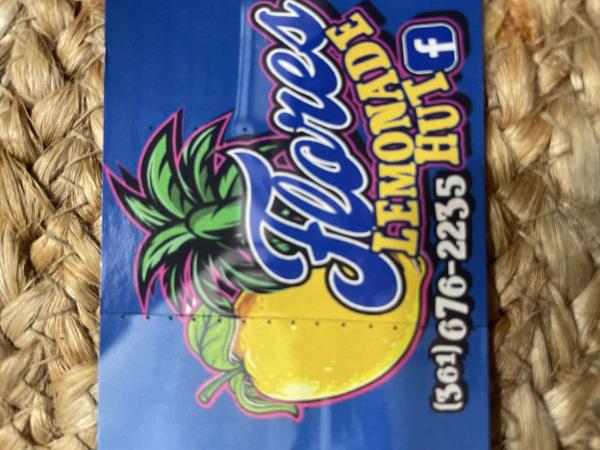 Flores
LEMONADE
HUT f
(361) 676-2235